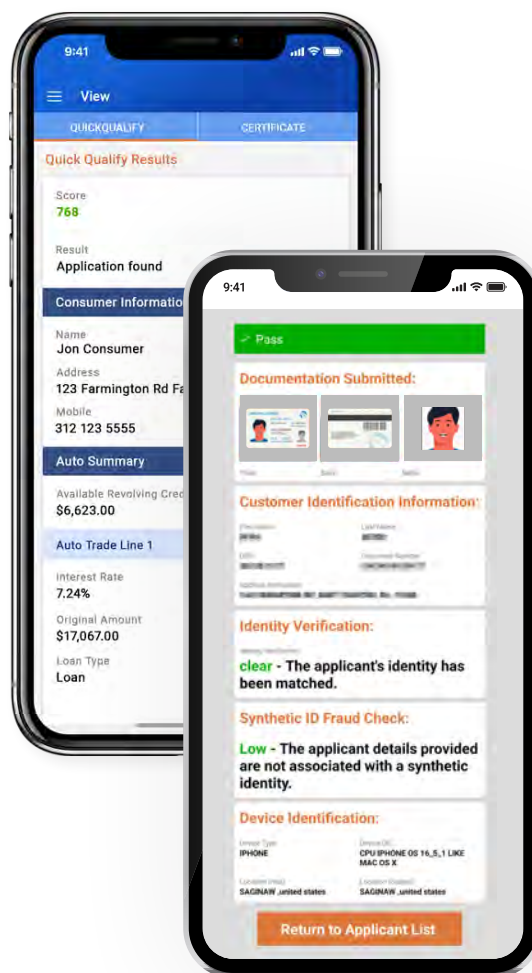 9:41
View
QUICKQUALIFY CERTIFICATE
Quick Qualify Results
Score
768
Result
Application found
Consumer Informatio
Name
Jon Consumer
Address
123 Farmington Rd Fa
Mobile
312 123 5555
Auto Summary
Available Revolving Cred
$6,623.00
Auto Trade Line 1
Interest Rate
7.24%
Original Amount
$17,067.00
Loan Type
Loan
9:41
Pass
Documentation Submitted:
Customer Identification Information:
Identity Verification:
clear - The applicant's identity has
been matched.
Synthetic ID Fraud Check:
Low - The applicant details provided
are not associated with a synthetic
identity.
Device Identification:
Device Type
IPHONE
CPU IPHONE OS 16_5_1 LIKE
MAC OS X
SAGINAW ,united states SAGINAW ,united states
Return to Applicant List